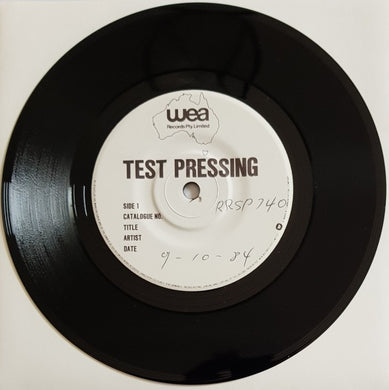 wea
Records Pty. Limited
TEST PRESSING
SIDE 1
CATALOGUE NO. RRSP 740
TITLE
ARTIST
DATE 9-10-84